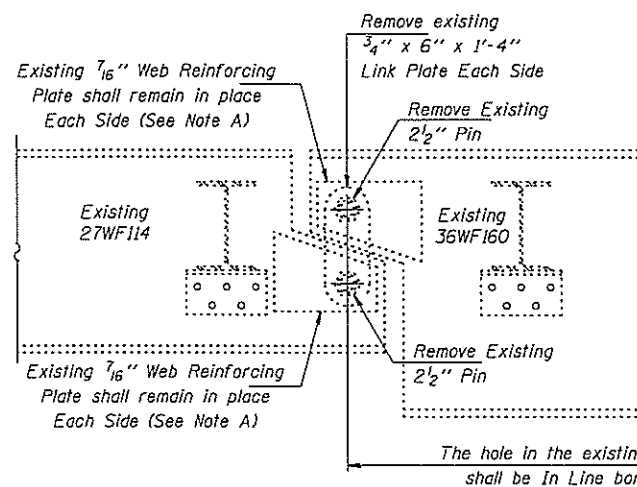 Remove existing
3/4" x 6" x 1'-4"
Link Plate Each Side
Existing 7/16" Web Reinforcing
Plate shall remain in place
Each Side (See Note A)
Remove Existing
2 1/2" Pin
Existing
27WF114
Existing
36WF160
Remove Existing
2 1/2" Pin
Existing 7/16" Web Reinforcing
Plate shall remain in place
Each Side (See Note A)
The hole in the existin
shall be In Line bor